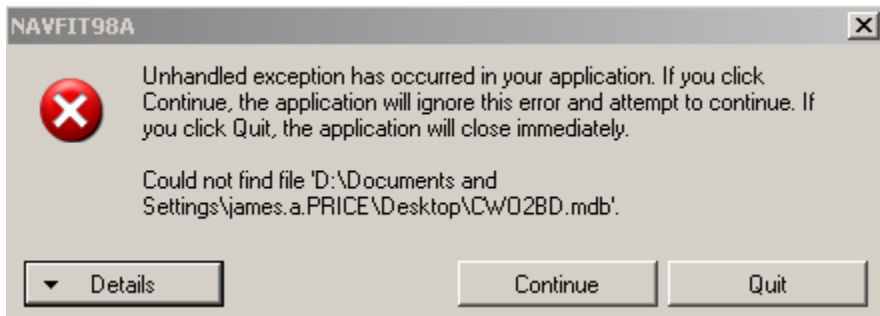 NAVFIT98A
Unhandled exception has occurred in your application. If you click
Continue, the application will ignore this error and attempt to continue. If
you click Quit, the application will close immediately.
Could not find file 'D:\Documents and
Settings\james.a.PRICE\Desktop\CWO2BD.mdb'.
Details
Continue
Quit